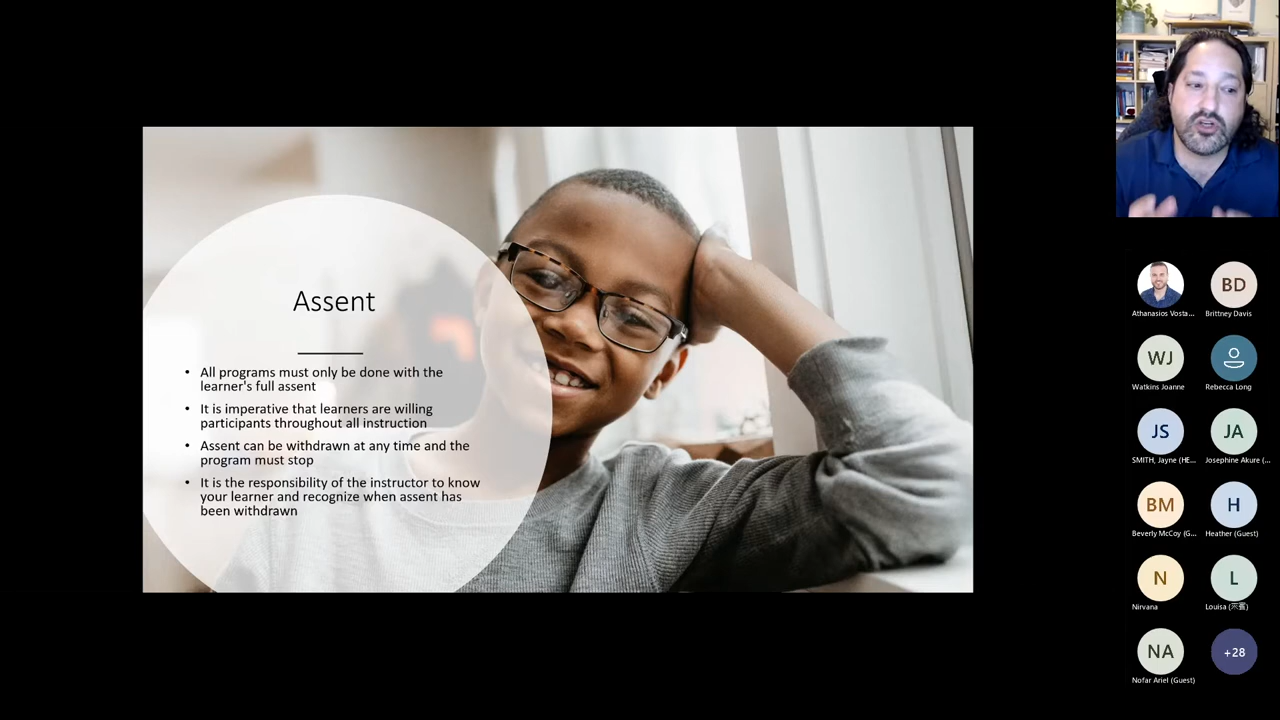 Assent
• All programs must only be done with the
learner's full assent
• It is imperative that learners are willing
participants throughout all instruction
• Assent can be withdrawn at any time and the
program must stop
• It is the responsibility of the instructor to know
your learner and recognize when assent has
been withdrawn
Athanasios Vosta...
BD
Brittney Davis
WJ
Watkins Joanne
Rebecca Long
JS
SMITH, Jayne (HE...
JA
Josephine Akure (...
BM
Beverly McCoy (G...
H
Heather (Guest)
N
Nirvana
L
Louisa (來賓)
NA
Nofar Ariel (Guest)
+28